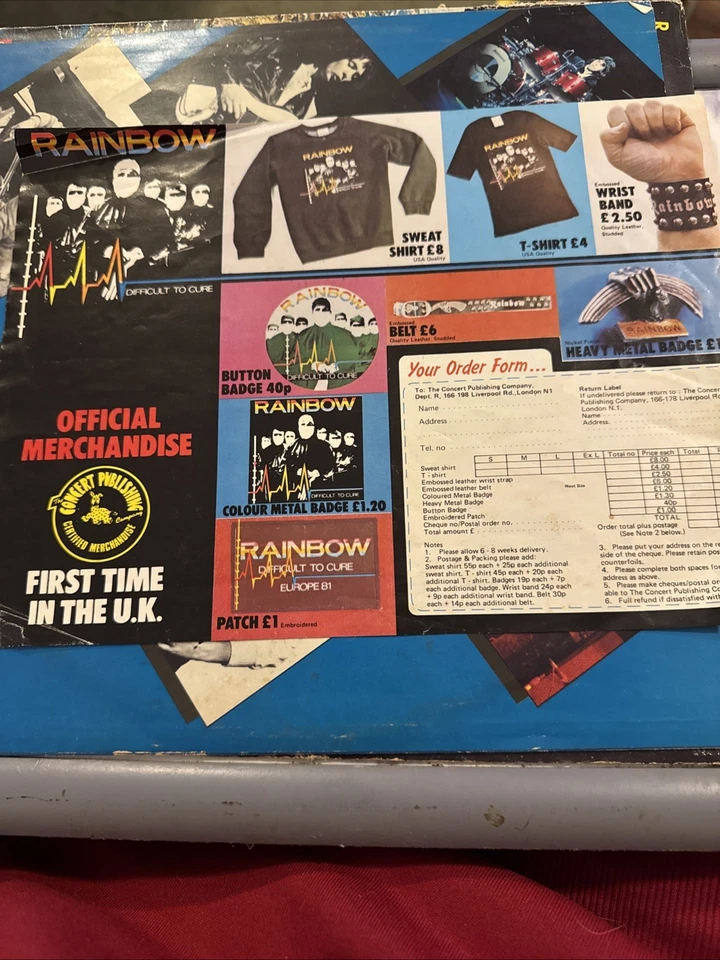 R
RAINBOW
DIFFICULT TO CURE
RAINBOW
SWEAT
SHIRT £8
USA Quality
RAINBOW
T-SHIRT £4
USA Quality
Embossed
WRIST
BAND
£2.50
Quality Leather,
Studded
Rainbow
RAINBOW
DIFFICULT TO CURE
BUTTON
BADGE 40p
Rainbow
Embossed
BELT £6
Quality Leather, Studded
RAINBOW
HEAVY METAL BADGE £1
RAINBOW
DIFFICULT TO CURE
COLOUR METAL BADGE £1.20
RAINBOW
DIFFICULT TO CURE
EUROPE 81
PATCH £1 Embroidered
OFFICIAL
MERCHANDISE
CONCERT PUBLISHING
Company
CERTIFIED MERCHANDISE
FIRST TIME
IN THE U.K.
Your Order Form...
To: The Concert Publishing Company,
Dept. R, 166-198 Liverpool Rd., London N1
Name
Address
Tel. no
Return Label
If undelivered please return to : The Concert
Publishing Company, 166-178 Liverpool
London N.1.
Name
Address.
S M L Ex L Total no Price each Total
Sweat shirt £8.00
T - shirt £4.00
Embossed leather wrist strap £2.50
Embossed leather belt Waist Size £6.00
Coloured Metal Badge £1.20
Heavy Metal Badge £1.30
Button Badge 40p
Embroidered Patch £1.00
Cheque no/Postal order no. TOTAL
Total amount £
Order total plus postage
(See Note 2 below.)
Notes
1. Please allow 6 - 8 weeks delivery.
2. Postage & Packing please add:
Sweat shirt 55p each + 25p each additional
sweat shirt. T - shirt 45p each + 20p each
additional T - shirt. Badges 19p each + 7p
each additional badge. Wrist band 24p each
+ 9p each additional wrist band. Belt 30p
each + 14p each additional belt.
3. Please put your address on the
side of the cheque. Please retain
counterfoils.
4. Please complete both spaces for
address as above.
5. Please make cheques/postal
able to The Concert Publishing
6. Full refund if dissatisfied